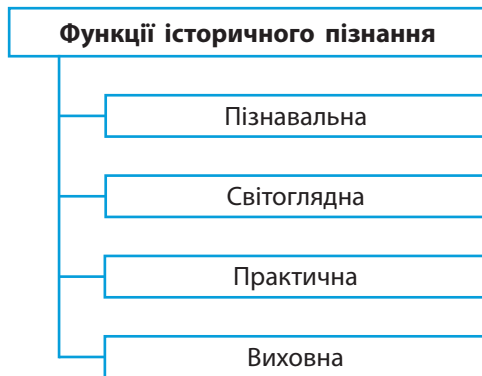 Функції історичного пізнання
Пізнавальна
Світоглядна
Практична
Виховна